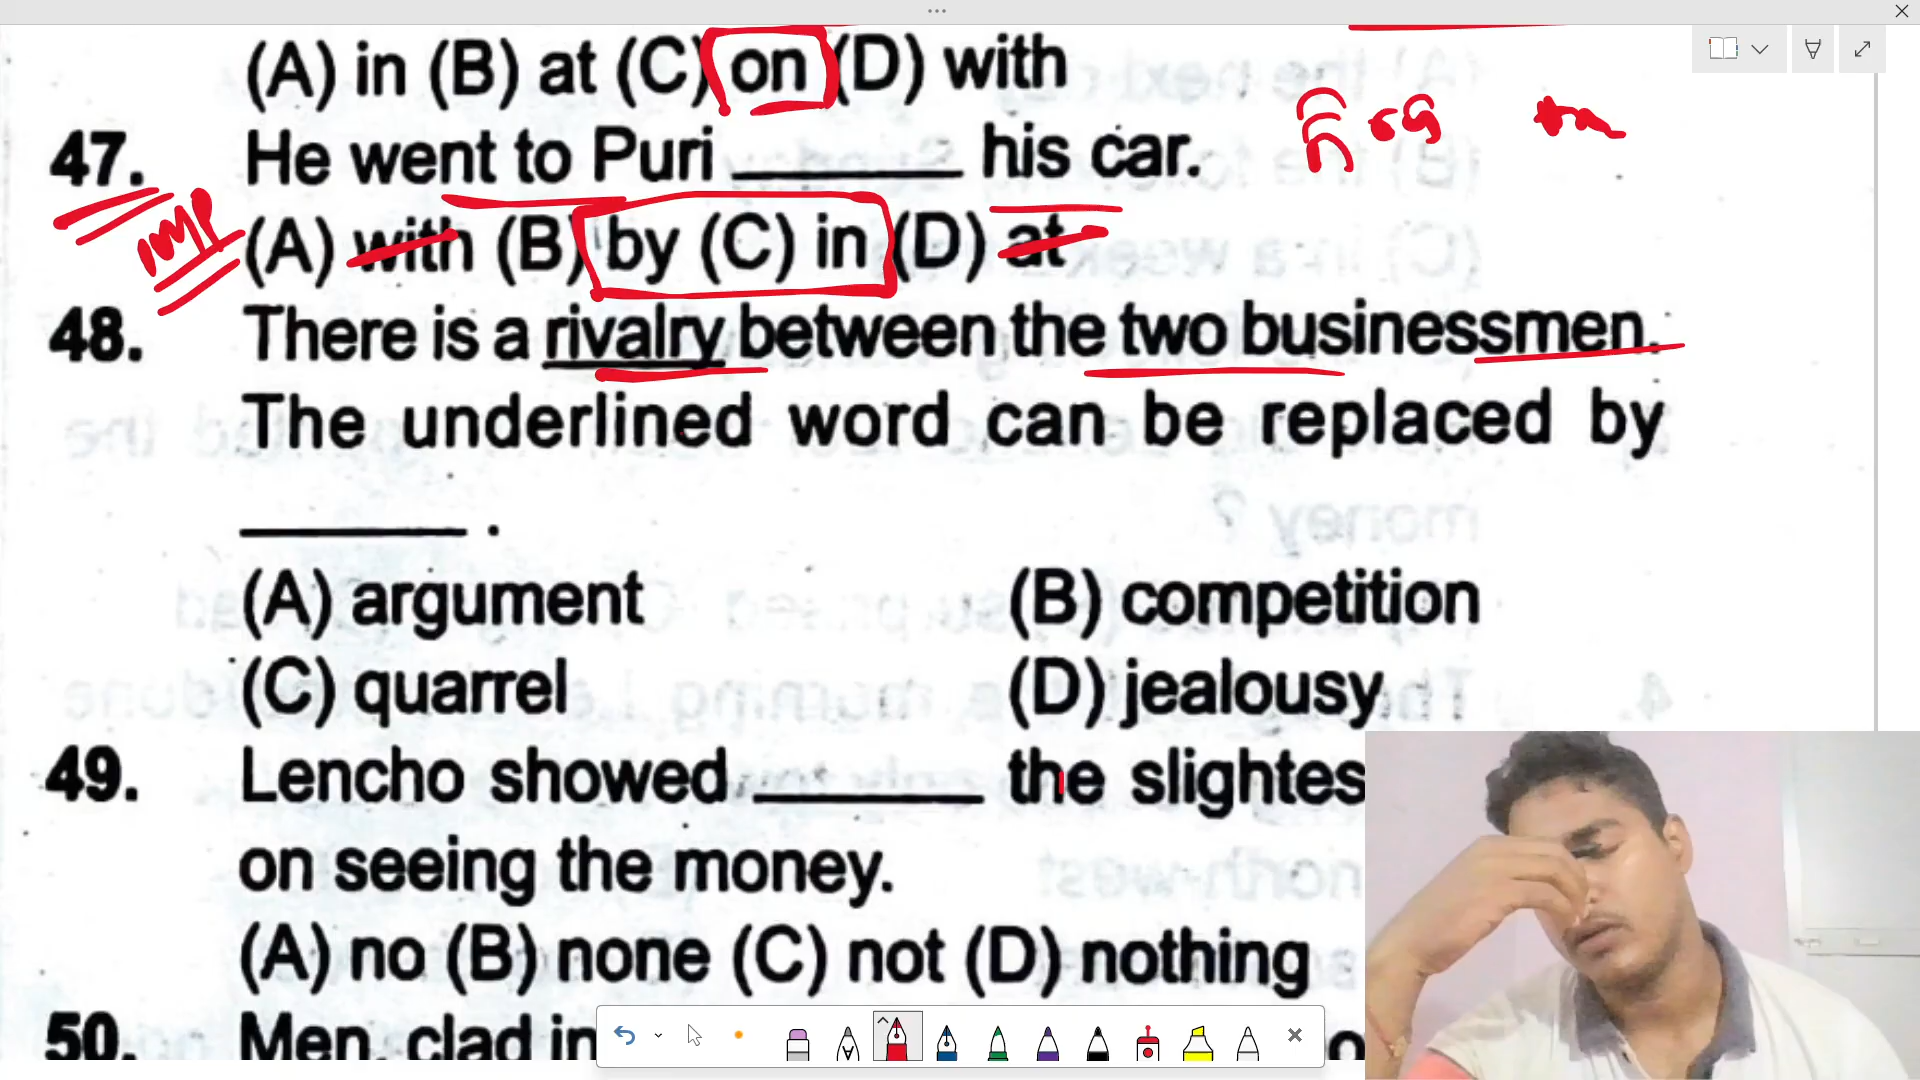 (A) in (B) at (C) on (D) with
47. He went to Puri ________ his car.
IMP
(A) with (B) by (C) in (D) at
48. There is a rivalry between the two businessmen.
The underlined word can be replaced by
________ .
(A) argument (B) competition
(C) quarrel (D) jealousy
49. Lencho showed ________ the slightes
on seeing the money.
(A) no (B) none (C) not (D) nothing
50. Men, clad in